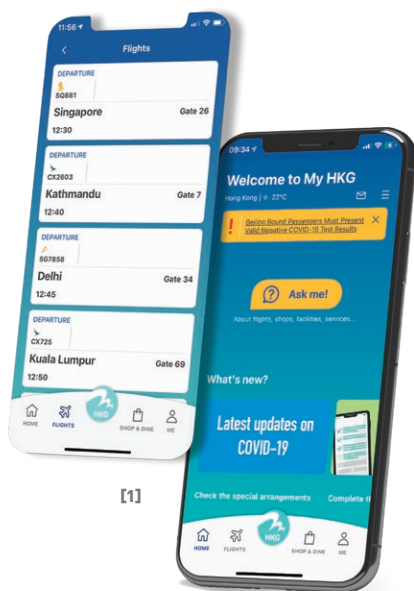 11:56
Flights
DEPARTURE
SQ881
Singapore
Gate 26
12:30
DEPARTURE
CX2603
Kathmandu
Gate 7
12:40
DEPARTURE
SG7858
Delhi
Gate 34
12:45
DEPARTURE
CX725
Kuala Lumpur
Gate 69
12:50
HOME
FLIGHTS
HKG
SHOP & DINE
ME
[1]
09:34
Welcome to My HKG
Hong Kong | 22°C
Beijing Bound Passengers Must Present
Valid Negative COVID-19 Test Results
Ask me!
About flights, shops, facilities, services...
What's new?
Latest updates on
COVID-19
Check the special arrangements
Complete th
HOME
FLIGHTS
HKG
SHOP & DINE
ME